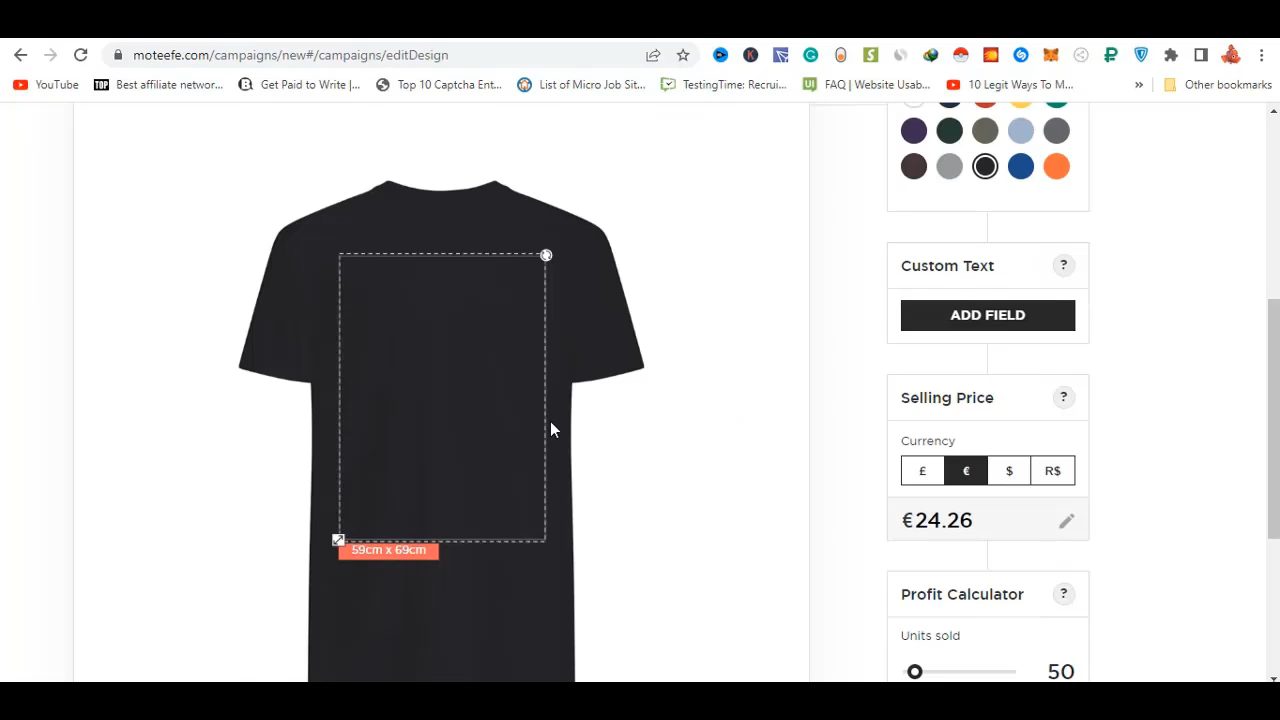 moteefe.com/campaigns/new#/campaigns/editDesign
YouTube
TOP Best affiliate networ...
Get Paid to Write |...
Top 10 Captcha Ent...
List of Micro Job Sit...
TestingTime: Recrui...
UI FAQ | Website Usab...
10 Legit Ways To M...
»
Other bookmarks
Custom Text ?
ADD FIELD
Selling Price ?
Currency
£ € $ R$
€24.26
59cm x 69cm
Profit Calculator ?
Units sold
50